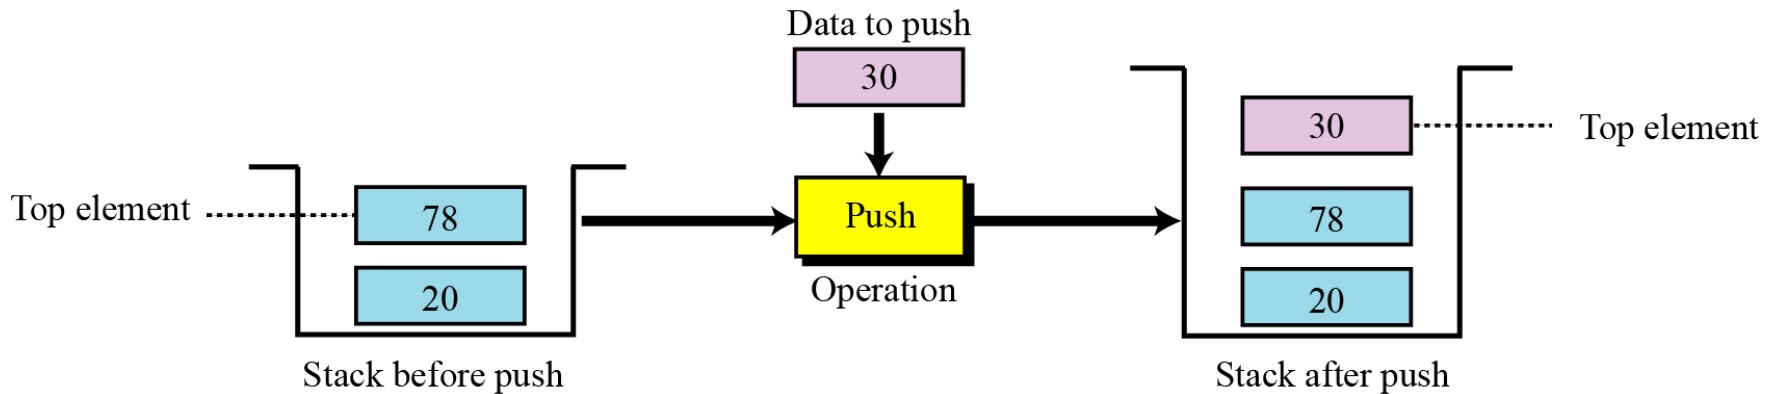 Data to push
30
Top element
78
20
Stack before push
Push
Operation
30
Top element
78
20
Stack after push